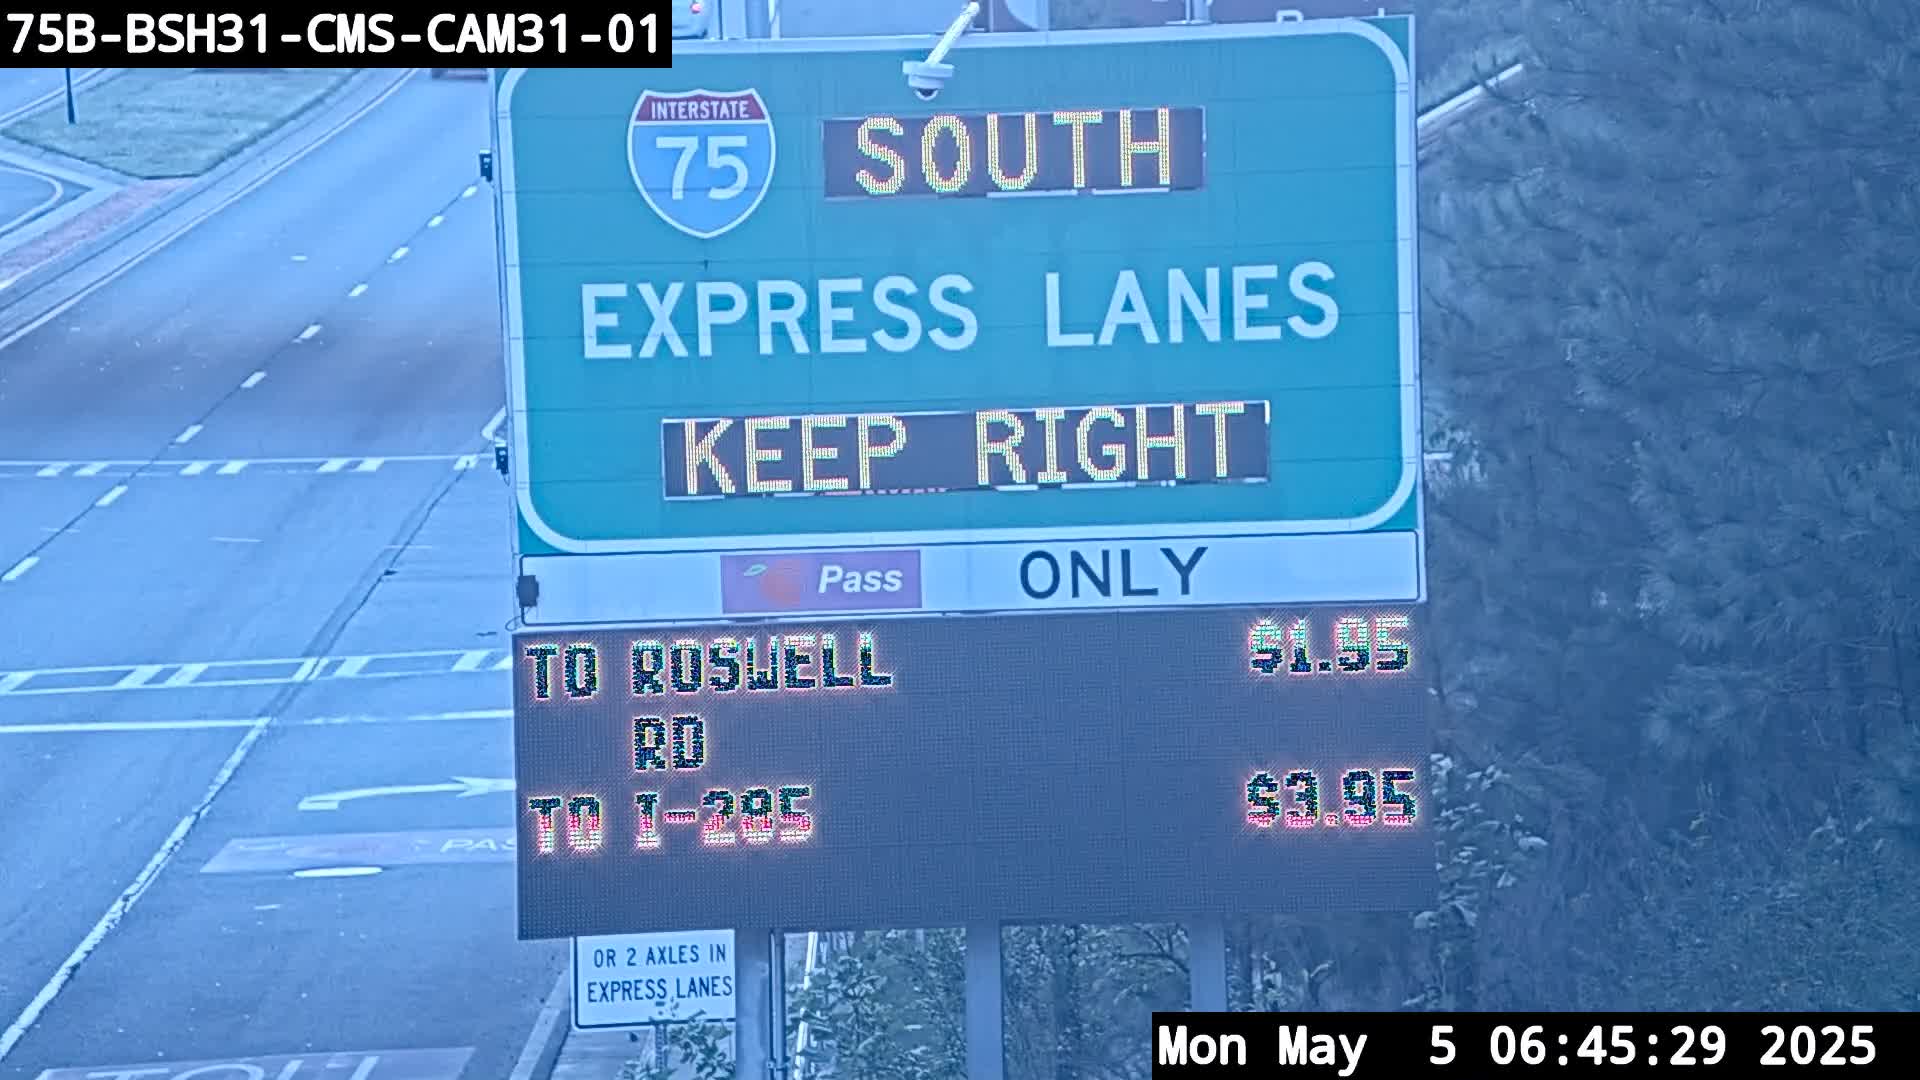 75B-BSH31-CMS-CAM31-01
INTERSTATE
75
SOUTH
EXPRESS LANES
KEEP RIGHT
Pass ONLY
TO ROSWELL $1.95
RD
TO I-285 $3.95
OR 2 AXLES IN
EXPRESS LANES
Mon May 5 06:45:29 2025